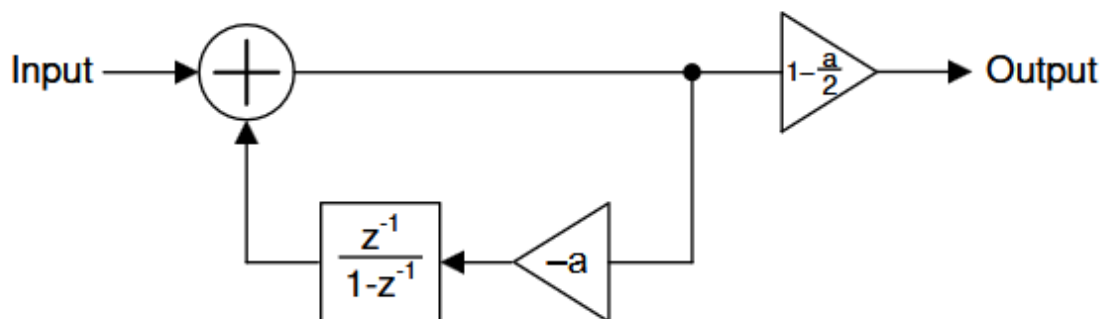 Input
1–a/2
Output
z⁻¹
1-z⁻¹
–a